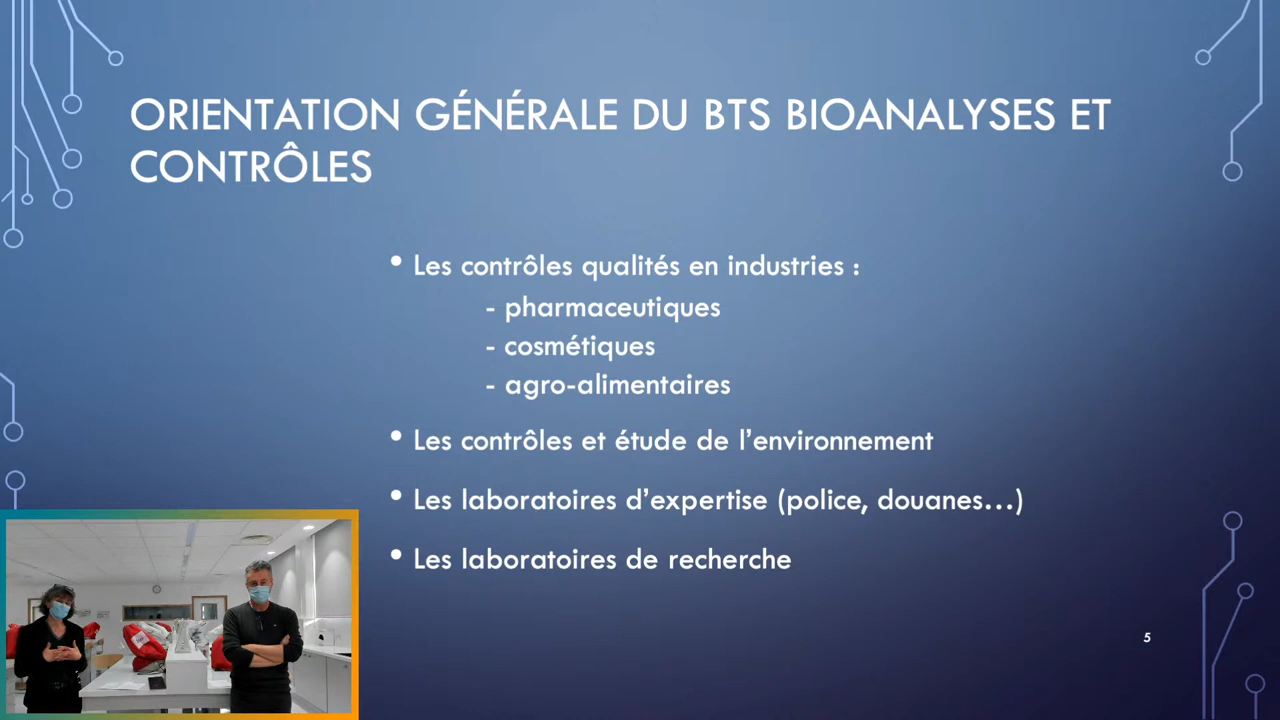 ORIENTATION GÉNÉRALE DU BTS BIOANALYSES ET
CONTRÔLES
• Les contrôles qualités en industries :
- pharmaceutiques
- cosmétiques
- agro-alimentaires
• Les contrôles et étude de l’environnement
• Les laboratoires d’expertise (police, douanes…)
• Les laboratoires de recherche
5